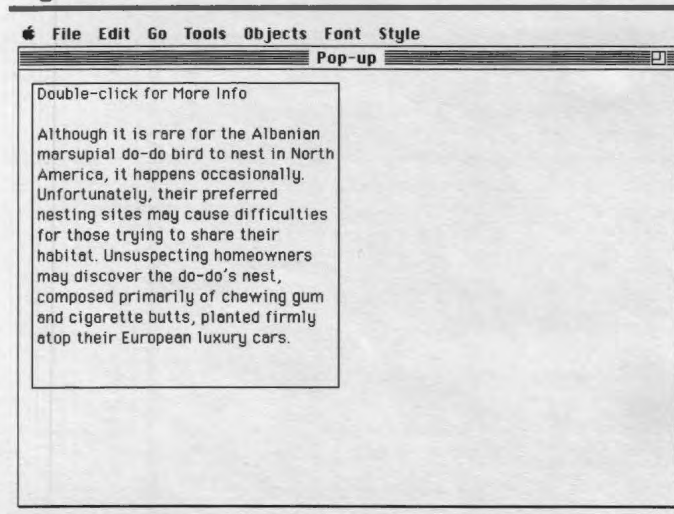 File Edit Go Tools Objects Font Style
Pop-up
Double-click for More Info
Although it is rare for the Albanian
marsupial do-do bird to nest in North
America, it happens occasionally.
Unfortunately, their preferred
nesting sites may cause difficulties
for those trying to share their
habitat. Unsuspecting homeowners
may discover the do-do's nest,
composed primarily of chewing gum
and cigarette butts, planted firmly
atop their European luxury cars.